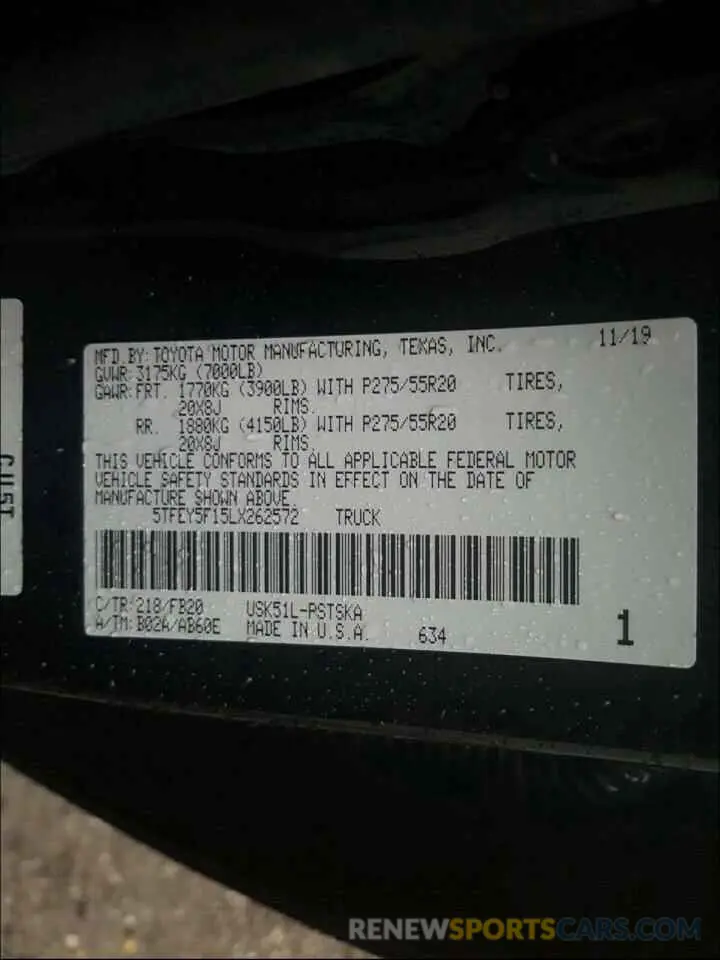 MFD.BY: TOYOTA MOTOR MANUFACTURING, TEXAS, INC. 11/19
GVWR: 3175KG (7000LB)
GAWR: FRT. 1770KG (3900LB) WITH P275/55R20 TIRES,
20X8J RIMS.
RR. 1880KG (4150LB) WITH P275/55R20 TIRES,
20X8J RIMS.
THIS VEHICLE CONFORMS TO ALL APPLICABLE FEDERAL MOTOR
VEHICLE SAFETY STANDARDS IN EFFECT ON THE DATE OF
MANUFACTURE SHOWN ABOVE.
5TFEY5F15LX262572 TRUCK
C/TR: 218/FB20 USK51L-PSTSKA
A/TM: B02A/AB60E MADE IN U.S.A. 634 1
RENEWSPORTSCARS.COM